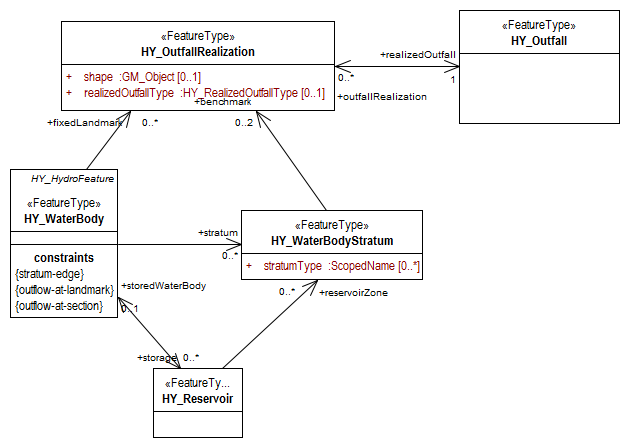 «FeatureType»
HY_OutfallRealization
+ shape :GM_Object [0..1]
+ realizedOutfallType :HY_RealizedOutfallType [0..1]
«FeatureType»
HY_Outfall
+realizedOutfall
0..*
1
+outfallRealization
+benchmark
+fixedLandmark
0..*
0..2
HY_HydroFeature
«FeatureType»
HY_WaterBody
constraints
{stratum-edge}
{outflow-at-landmark}
{outflow-at-section}
+stratum
0..*
«FeatureType»
HY_WaterBodyStratum
+ stratumType :ScopedName [0..*]
+storedWaterBody
0..1
0..*
+reservoirZone
+storage
0..*
«FeatureTy...
HY_Reservoir